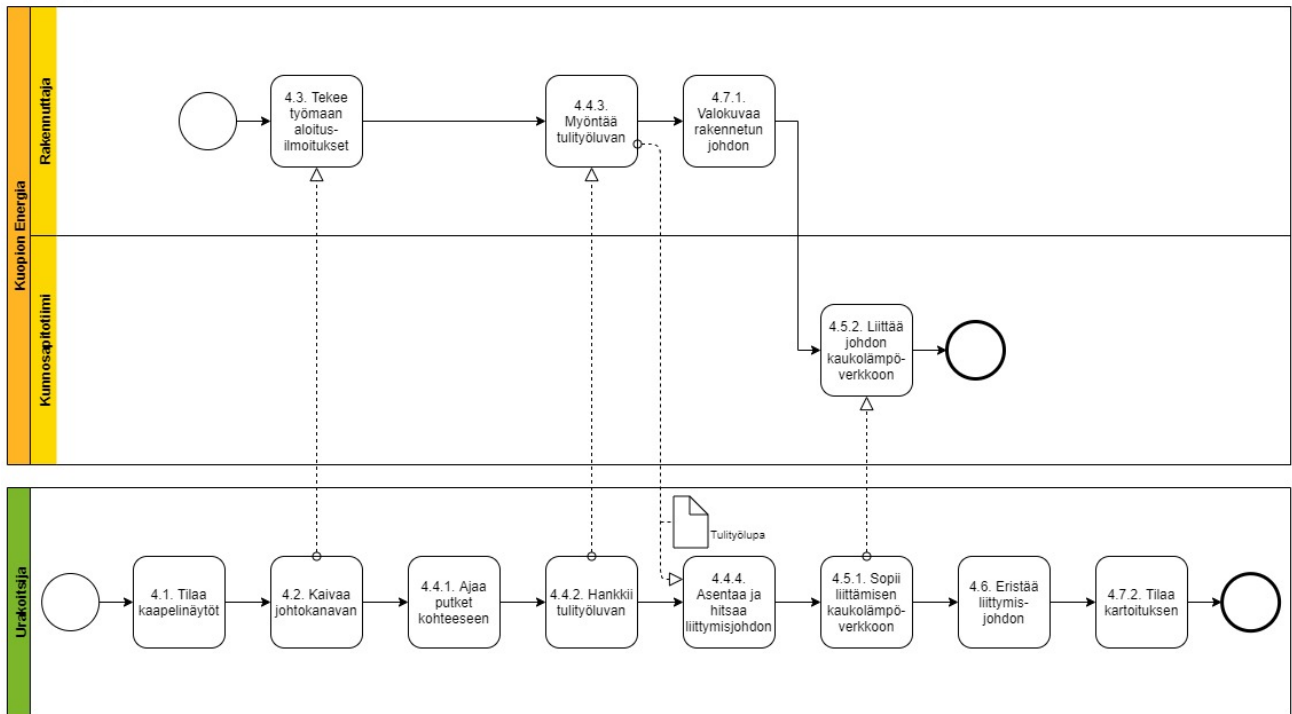 Kuopion Energia
Rakennuttaja
4.3. Tekee
työmaan
aloitus-
ilmoitukset
4.4.3.
Myöntää
tulityöluvan
4.7.1.
Valokuvaa
rakennetun
johdon
Kunnosapitotiimi
4.5.2. Liittää
johdon
kaukolämpö-
verkkoon
Urakoitsija
Tulityölupa
4.1. Tilaa
kaapelinäytöt
4.2. Kaivaa
johtokanavan
4.4.1. Ajaa
putket
kohteeseen
4.4.2. Hankkii
tulityöluvan
4.4.4.
Asentaa ja
hitsaa
liittymisjohdon
4.5.1. Sopii
liittämisen
kaukolämpö-
verkkoon
4.6. Eristää
liittymis-
johdon
4.7.2. Tilaa
kartoituksen